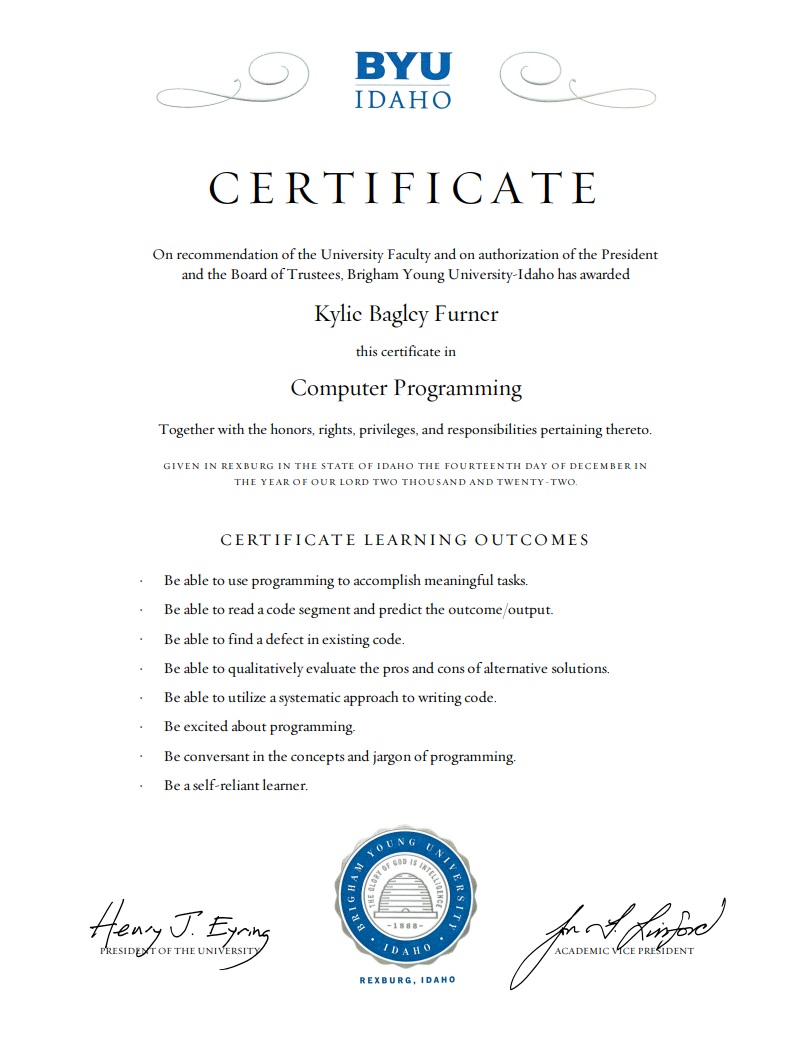 BYU
IDAHO
CERTIFICATE
On recommendation of the University Faculty and on authorization of the President
and the Board of Trustees, Brigham Young University-Idaho has awarded
Kylie Bagley Furner
this certificate in
Computer Programming
Together with the honors, rights, privileges, and responsibilities pertaining thereto.
GIVEN IN REXBURG IN THE STATE OF IDAHO THE FOURTEENTH DAY OF DECEMBER IN
THE YEAR OF OUR LORD TWO THOUSAND AND TWENTY-TWO.
CERTIFICATE LEARNING OUTCOMES
· Be able to use programming to accomplish meaningful tasks.
· Be able to read a code segment and predict the outcome/output.
· Be able to find a defect in existing code.
· Be able to qualitatively evaluate the pros and cons of alternative solutions.
· Be able to utilize a systematic approach to writing code.
· Be excited about programming.
· Be conversant in the concepts and jargon of programming.
· Be a self-reliant learner.
BRIGHAM YOUNG UNIVERSITY
• IDAHO •
THE GLORY OF GOD IS INTELLIGENCE
-1888-
REXBURG, IDAHO
Henry J. Eyring
PRESIDENT OF THE UNIVERSITY
Jon Linford
ACADEMIC VICE PRESIDENT